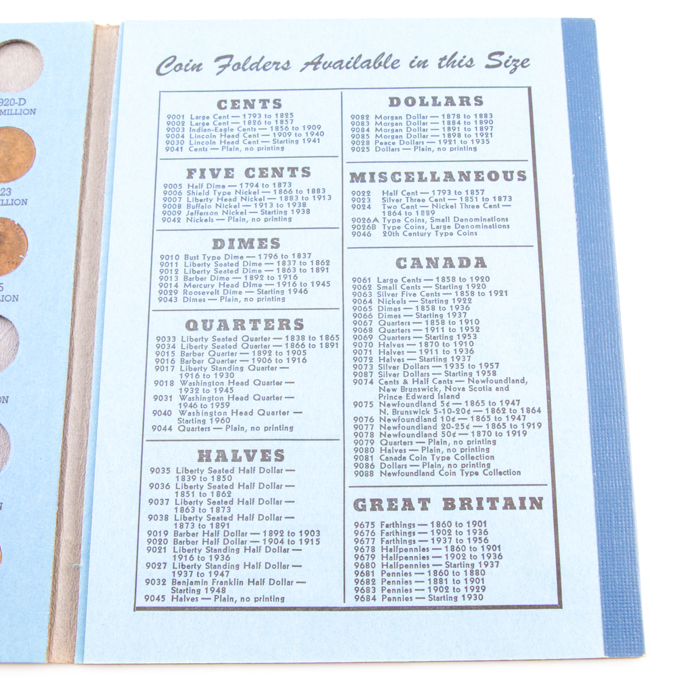 920-D
MILLION
23
LLION
5
LION
ON
N
N
Coin Folders Available in this Size
CENTS
9001 Large Cent — 1793 to 1825
9002 Large Cent — 1826 to 1857
9003 Indian-Eagle Cents — 1856 to 1909
9004 Lincoln Head Cent — 1909 to 1940
9030 Lincoln Head Cent — Starting 1941
9041 Cents — Plain, no printing
FIVE CENTS
9005 Half Dime — 1794 to 1873
9006 Shield Type Nickel — 1866 to 1883
9007 Liberty Head Nickel — 1883 to 1913
9008 Buffalo Nickel — 1913 to 1938
9009 Jefferson Nickel — Starting 1938
9042 Nickels — Plain, no printing
DIMES
9010 Bust Type Dime — 1796 to 1837
9011 Liberty Seated Dime — 1837 to 1862
9012 Liberty Seated Dime — 1863 to 1891
9013 Barber Dime — 1892 to 1916
9014 Mercury Head Dime — 1916 to 1945
9029 Roosevelt Dime — Starting 1946
9043 Dimes — Plain, no printing
QUARTERS
9033 Liberty Seated Quarter — 1838 to 1865
9034 Liberty Seated Quarter — 1866 to 1891
9015 Barber Quarter — 1892 to 1905
9016 Barber Quarter — 1906 to 1916
9017 Liberty Standing Quarter —
1916 to 1930
9018 Washington Head Quarter —
1932 to 1945
9031 Washington Head Quarter —
1946 to 1959
9040 Washington Head Quarter —
Starting 1960
9044 Quarters — Plain, no printing
HALVES
9035 Liberty Seated Half Dollar —
1839 to 1850
9036 Liberty Seated Half Dollar —
1851 to 1862
9037 Liberty Seated Half Dollar —
1863 to 1873
9038 Liberty Seated Half Dollar —
1873 to 1891
9019 Barber Half Dollar — 1892 to 1903
9020 Barber Half Dollar — 1904 to 1915
9021 Liberty Standing Half Dollar —
1916 to 1936
9027 Liberty Standing Half Dollar —
1937 to 1947
9032 Benjamin Franklin Half Dollar —
Starting 1948
9045 Halves — Plain, no printing
DOLLARS
9082 Morgan Dollar — 1878 to 1883
9083 Morgan Dollar — 1884 to 1890
9084 Morgan Dollar — 1891 to 1897
9085 Morgan Dollar — 1898 to 1921
9028 Peace Dollars — 1921 to 1935
9025 Dollars — Plain, no printing
MISCELLANEOUS
9022 Half Cent — 1793 to 1857
9023 Silver Three Cent — 1851 to 1873
9024 Two Cent — Nickel Three Cent —
1864 to 1889
9026A Type Coins, Small Denominations
9026B Type Coins, Large Denominations
9046 20th Century Type Coins
CANADA
9061 Large Cents — 1858 to 1920
9062 Small Cents — Starting 1920
9063 Silver Five Cents — 1858 to 1921
9064 Nickels — Starting 1922
9065 Dimes — 1858 to 1936
9066 Dimes — Starting 1937
9067 Quarters — 1858 to 1910
9068 Quarters — 1911 to 1952
9069 Quarters — Starting 1953
9070 Halves — 1870 to 1910
9071 Halves — 1911 to 1936
9072 Halves — Starting 1937
9073 Silver Dollars — 1935 to 1957
9087 Silver Dollars — Starting 1958
9074 Cents & Half Cents — Newfoundland,
New Brunswick, Nova Scotia and
Prince Edward Island
9075 Newfoundland 5¢ — 1865 to 1947
N. Brunswick 5-10-20¢ — 1862 to 1864
9076 Newfoundland 10¢ — 1865 to 1947
9077 Newfoundland 20-25¢ — 1865 to 1919
9078 Newfoundland 50¢ — 1870 to 1919
9079 Quarters — Plain, no printing
9080 Halves — Plain, no printing
9081 Canada Coin Type Collection
9086 Dollars — Plain, no printing
9088 Newfoundland Coin Type Collection
GREAT BRITAIN
9675 Farthings — 1860 to 1901
9676 Farthings — 1902 to 1936
9677 Farthings — 1937 to 1956
9678 Halfpennies — 1860 to 1901
9679 Halfpennies — 1902 to 1936
9680 Halfpennies — Starting 1937
9681 Pennies — 1860 to 1880
9682 Pennies — 1881 to 1901
9683 Pennies — 1902 to 1929
9684 Pennies — Starting 1930